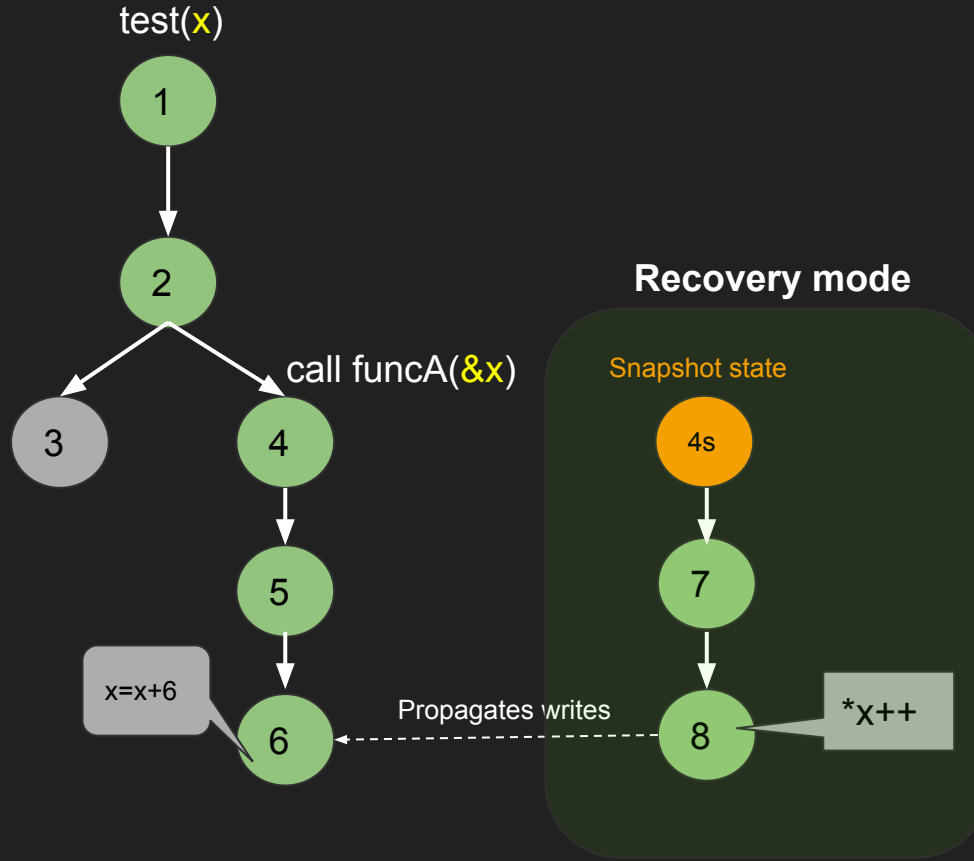 test(x)
1
2
Recovery mode
call funcA(&x)
Snapshot state
3
4
4s
5
7
x=x+6
Propagates writes
*x++
6
8